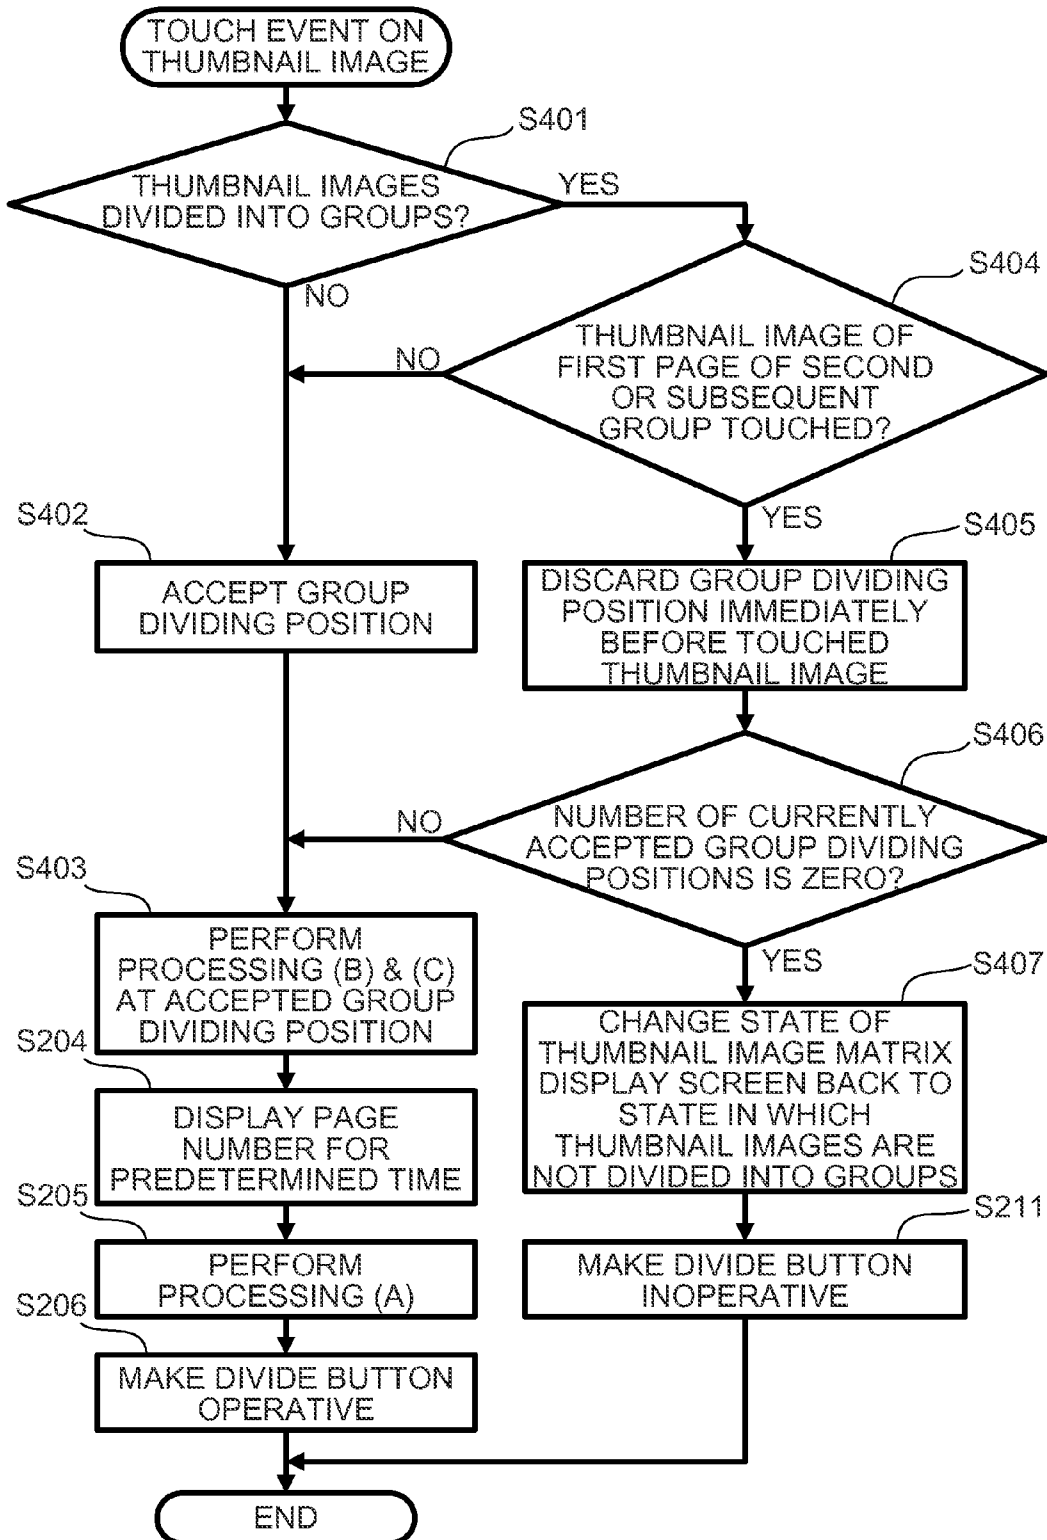 TOUCH EVENT ON
THUMBNAIL IMAGE
S401
THUMBNAIL IMAGES
DIVIDED INTO GROUPS?
YES
NO
S404
THUMBNAIL IMAGE OF
FIRST PAGE OF SECOND
OR SUBSEQUENT
GROUP TOUCHED?
NO
YES
S402
ACCEPT GROUP
DIVIDING POSITION
S405
DISCARD GROUP DIVIDING
POSITION IMMEDIATELY
BEFORE TOUCHED
THUMBNAIL IMAGE
S406
NUMBER OF CURRENTLY
ACCEPTED GROUP DIVIDING
POSITIONS IS ZERO?
NO
YES
S403
PERFORM
PROCESSING (B) & (C)
AT ACCEPTED GROUP
DIVIDING POSITION
S407
CHANGE STATE OF
THUMBNAIL IMAGE MATRIX
DISPLAY SCREEN BACK TO
STATE IN WHICH
THUMBNAIL IMAGES ARE
NOT DIVIDED INTO GROUPS
S204
DISPLAY PAGE
NUMBER FOR
PREDETERMINED TIME
S205
PERFORM
PROCESSING (A)
S211
MAKE DIVIDE BUTTON
INOPERATIVE
S206
MAKE DIVIDE BUTTON
OPERATIVE
END